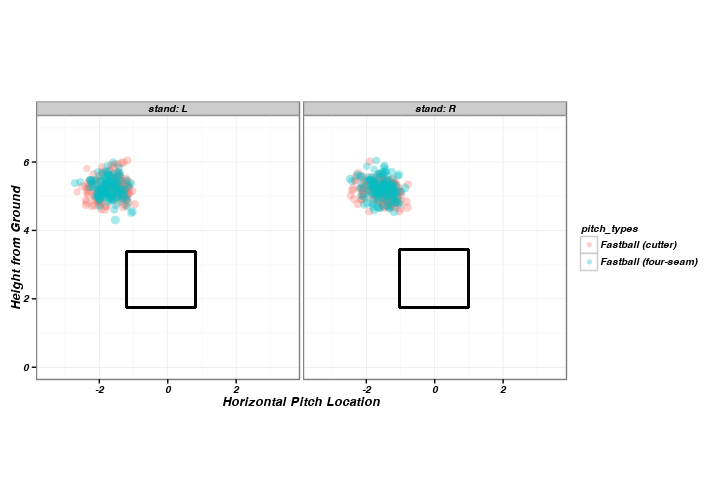 stand: L
stand: R
6
4
2
0
Height from Ground
-2
0
2
-2
0
2
Horizontal Pitch Location
pitch_types
Fastball (cutter)
Fastball (four-seam)